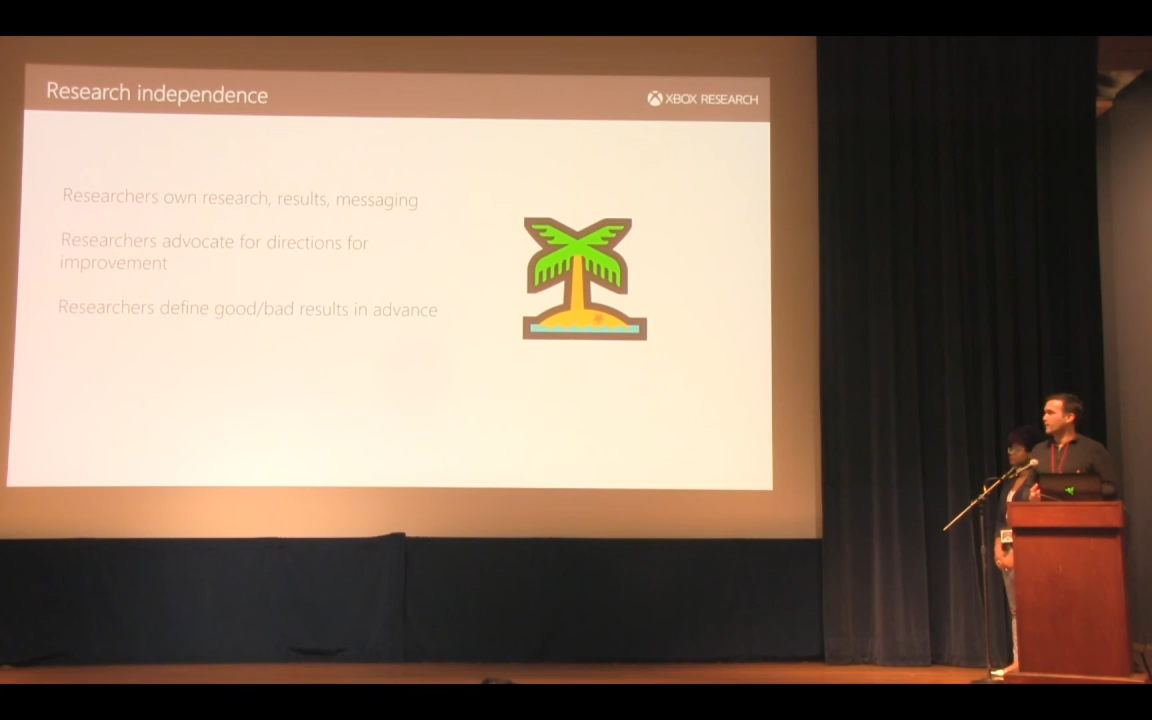 Research independence
XBOX RESEARCH
Researchers own research, results, messaging
Researchers advocate for directions for
improvement
Researchers define good/bad results in advance